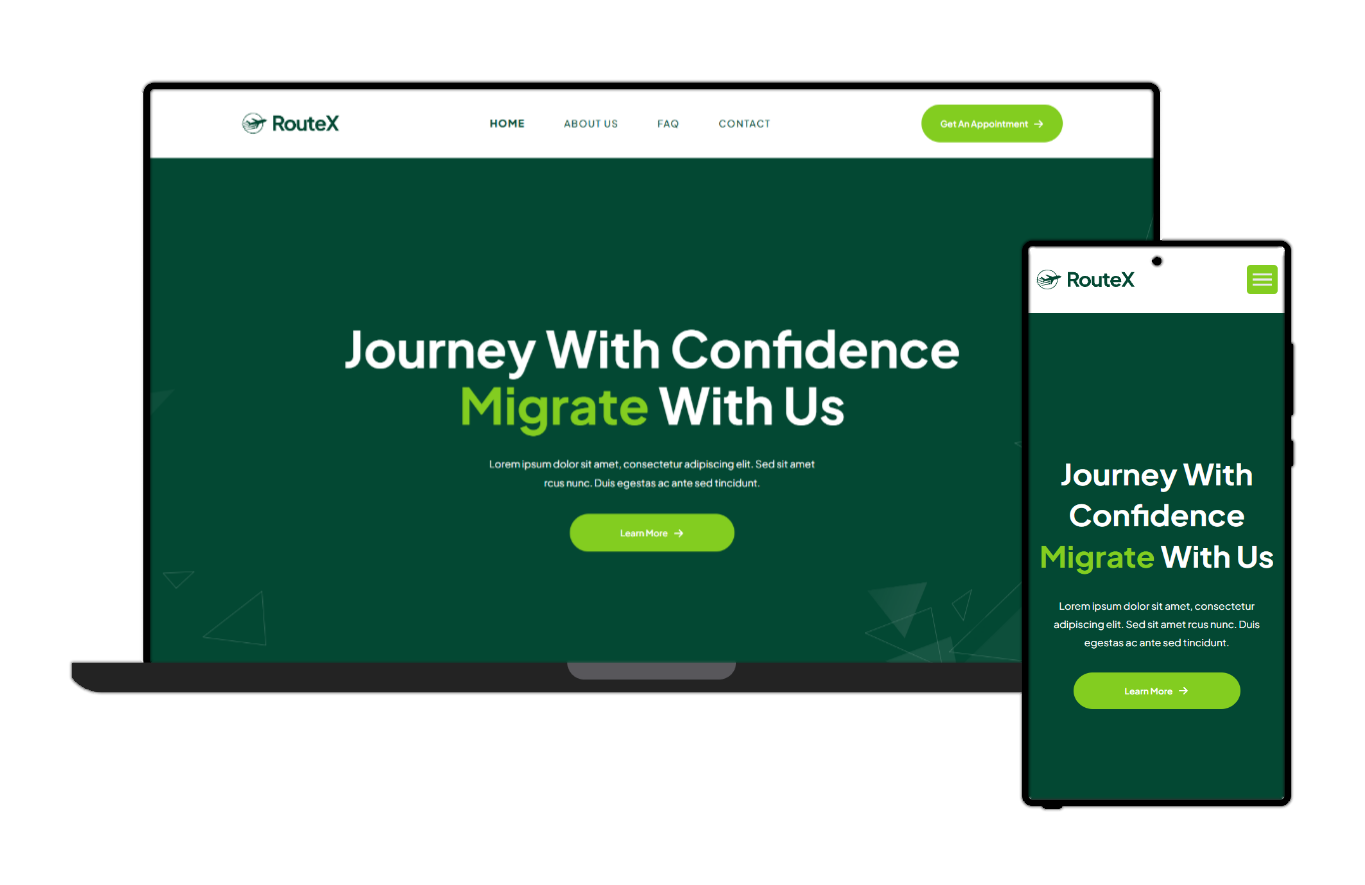 RouteX
HOME ABOUT US FAQ CONTACT
Get An Appointment
Journey With Confidence
Migrate With Us
Lorem ipsum dolor sit amet, consectetur adipiscing elit. Sed sit amet
rcus nunc. Duis egestas ac ante sed tincidunt.
Learn More
RouteX
Journey With
Confidence
Migrate With Us
Lorem ipsum dolor sit amet, consectetur
adipiscing elit. Sed sit amet rcus nunc. Duis
egestas ac ante sed tincidunt.
Learn More